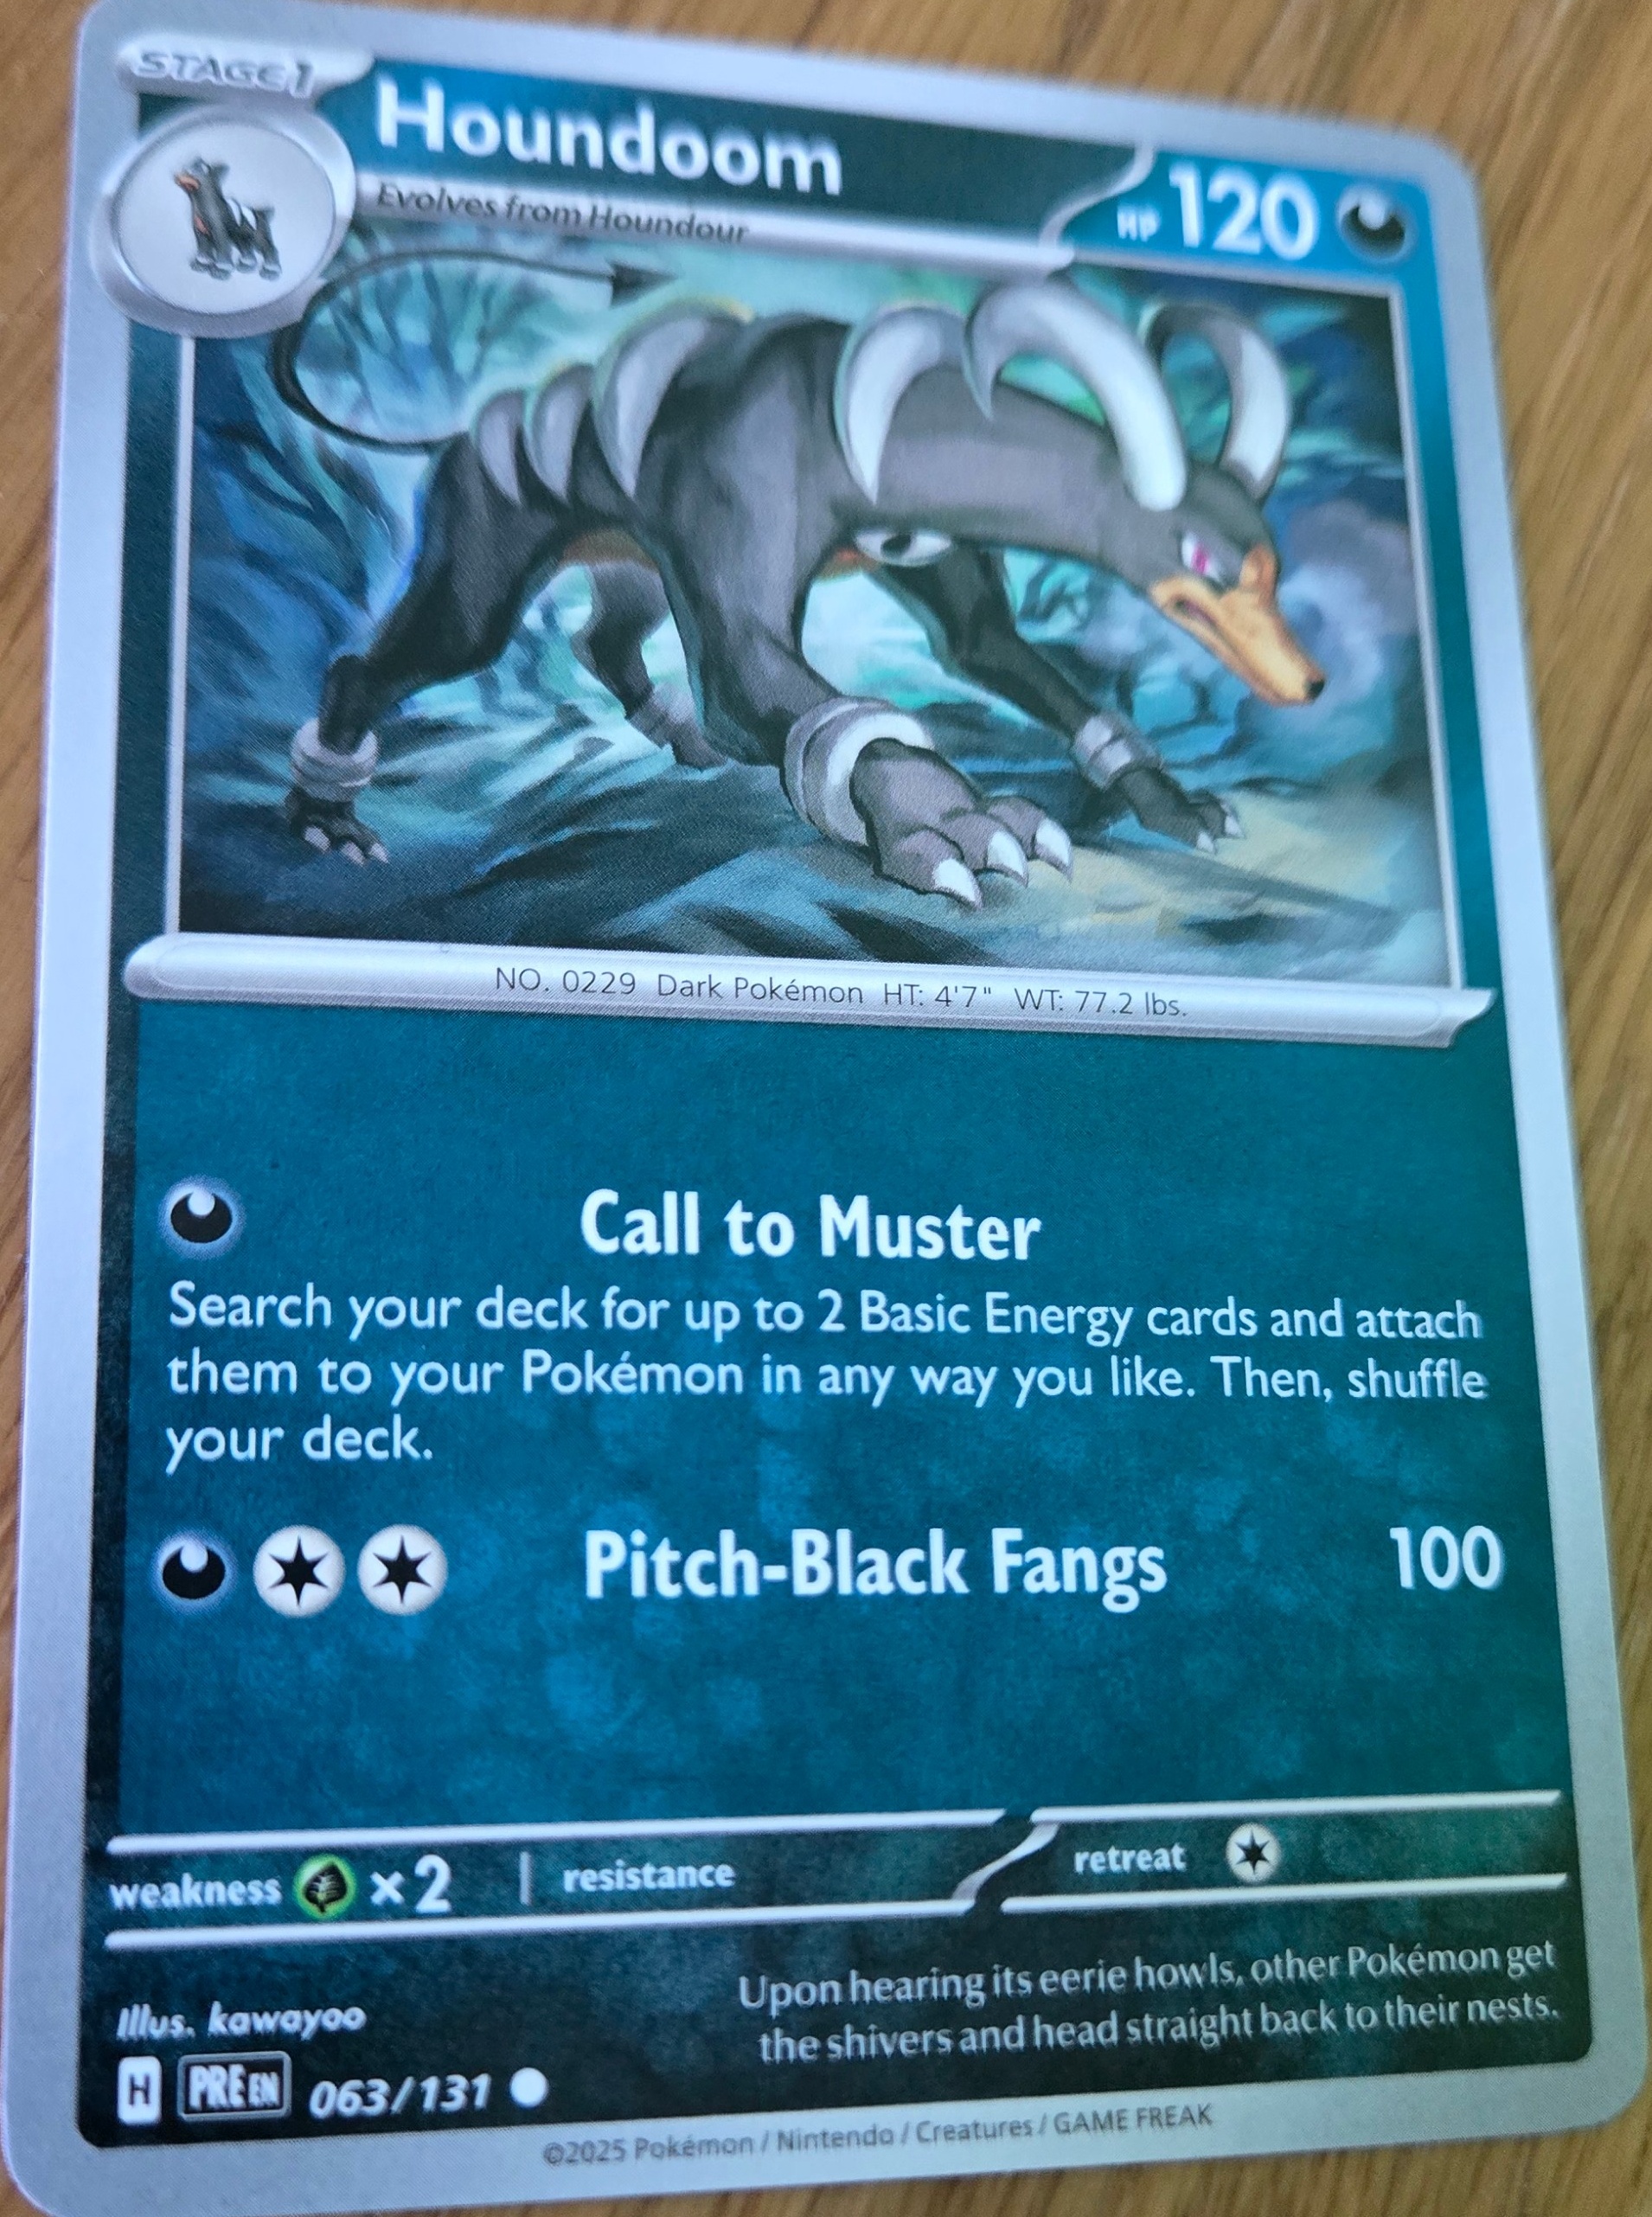 STAGE1
Houndoom
HP 120
Evolves from Houndour
NO. 0229 Dark Pokémon HT: 4'7" WT: 77.2 lbs.
Call to Muster
Search your deck for up to 2 Basic Energy cards and attach
them to your Pokémon in any way you like. Then, shuffle
your deck.
Pitch-Black Fangs 100
weakness ×2 resistance retreat
Upon hearing its eerie howls, other Pokémon get
the shivers and head straight back to their nests.
Illus. kawayoo
H PRE EN 063/131
©2025 Pokémon / Nintendo / Creatures / GAME FREAK